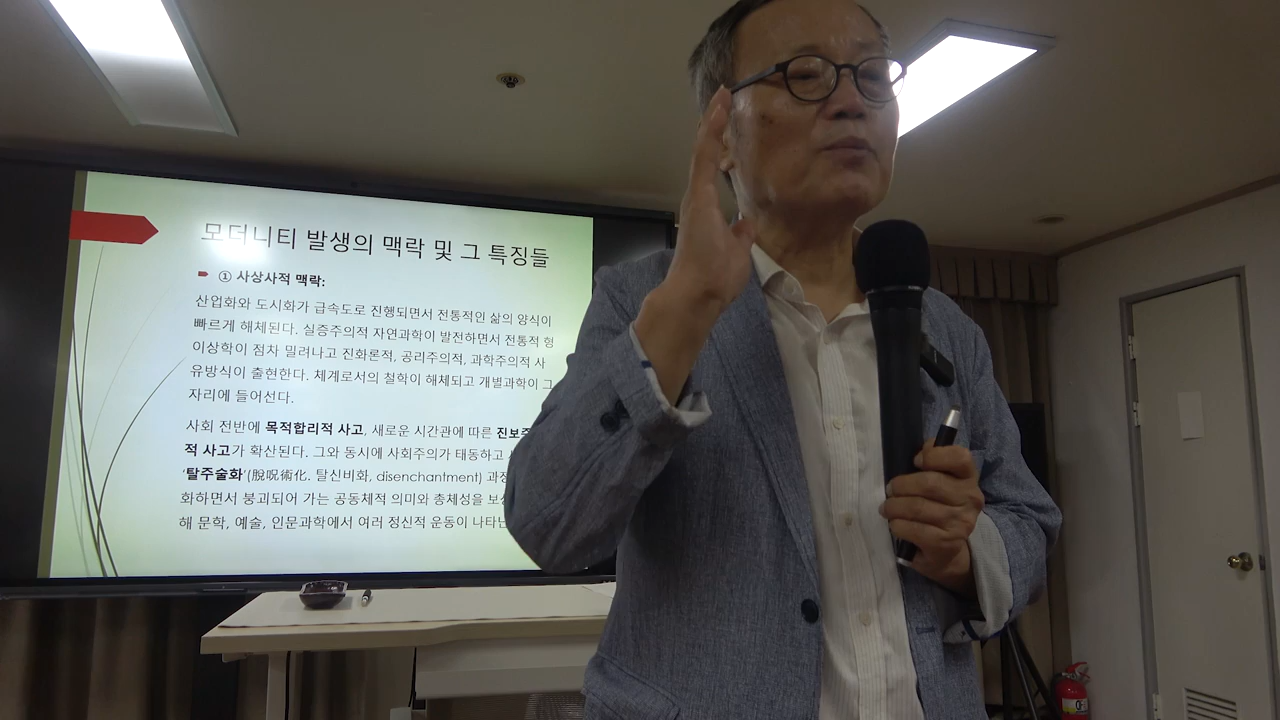 모더니티 발생의 맥락 및 그 특징들
① 사상사적 맥락:
산업화와 도시화가 급속도로 진행되면서 전통적인 삶의 양식이
빠르게 해체된다. 실증주의적 자연과학이 발전하면서 전통적 형
이상학이 점차 밀려나고 진화론적, 공리주의적, 과학주의적 사
유방식이 출현한다. 체계로서의 철학이 해체되고 개별과학이 그
자리에 들어선다.
사회 전반에 목적합리적 사고, 새로운 시간관에 따른 진보
적 사고가 확산된다. 그와 동시에 사회주의가 태동하고
'탈주술화'(脫呪術化. 탈신비화, disenchantment) 과
화하면서 붕괴되어 가는 공동체적 의미와 총체성을
해 문학, 예술, 인문과학에서 여러 정신적 운동이